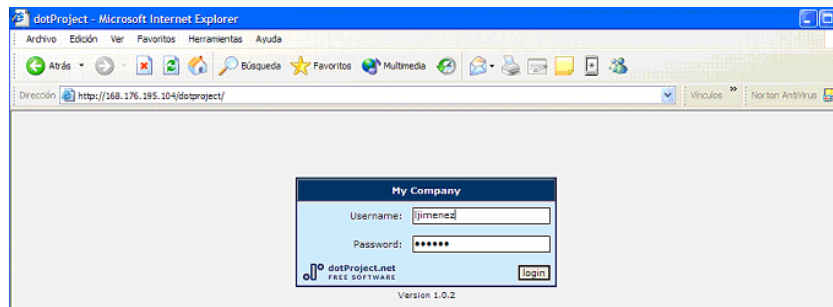 dotProject - Microsoft Internet Explorer
Archivo Edición Ver Favoritos Herramientas Ayuda
Atrás Búsqueda Favoritos Multimedia
Dirección http://168.176.195.104/dotproject/ Vínculos » Norton AntiVirus
My Company
Username: ljimenez
Password: ••••••
dotProject.net
FREE SOFTWARE
login
Version 1.0.2